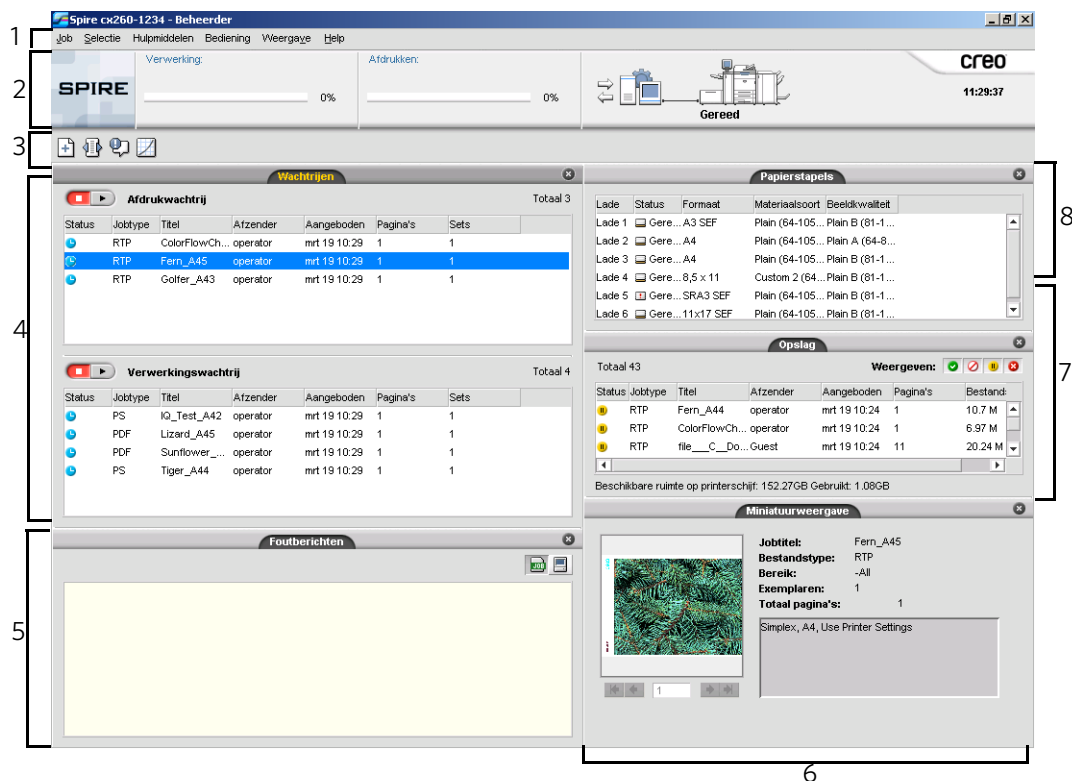 Spire cx260-1234 - Beheerder
1
Job Selectie Hulpmiddelen Bediening Weergave Help
2
SPIRE
Verwerking:
0%
Afdrukken:
0%
Gereed
creo
11:29:37
3
4
Wachtrijen
Afdrukwachtrij
Totaal 3
Status Jobtype Titel Afzender Aangeboden Pagina's Sets
RTP ColorFlowCh... operator mrt 19 10:29 1 1
RTP Fern_A45 operator mrt 19 10:29 1 1
RTP Golfer_A43 operator mrt 19 10:29 1 1
Verwerkingswachtrij
Totaal 4
Status Jobtype Titel Afzender Aangeboden Pagina's Sets
PS IQ_Test_A42 operator mrt 19 10:29 1 1
PDF Lizard_A45 operator mrt 19 10:29 1 1
PDF Sunflower_... operator mrt 19 10:29 1 1
PS Tiger_A44 operator mrt 19 10:29 1 1
5
Foutberichten
JOB
8
Papierstapels
Lade Status Formaat Materiaalsoort Beeldkwaliteit
Lade 1 Gere... A3 SEF Plain (64-105... Plain B (81-1...
Lade 2 Gere... A4 Plain (64-105... Plain A (64-8...
Lade 3 Gere... A4 Plain (64-105... Plain B (81-1...
Lade 4 Gere... 8,5 x 11 Custom 2 (64... Plain B (81-1...
Lade 5 Gere... SRA3 SEF Plain (64-105... Plain B (81-1...
Lade 6 Gere... 11x17 SEF Plain (64-105... Plain B (81-1...
7
Opslag
Totaal 43
Weergeven:
Status Jobtype Titel Afzender Aangeboden Pagina's Bestands
RTP Fern_A44 operator mrt 19 10:24 1 10.7 M
RTP ColorFlowCh... operator mrt 19 10:24 1 6.97 M
RTP file___C__Do... Guest mrt 19 10:24 11 20.24 M
Beschikbare ruimte op printerschijf: 152.27GB Gebruikt: 1.08GB
Miniatuurweergave
Jobtitel: Fern_A45
Bestandstype: RTP
Bereik: -All
Exemplaren: 1
Totaal pagina's: 1
Simplex, A4, Use Printer Settings
1
6